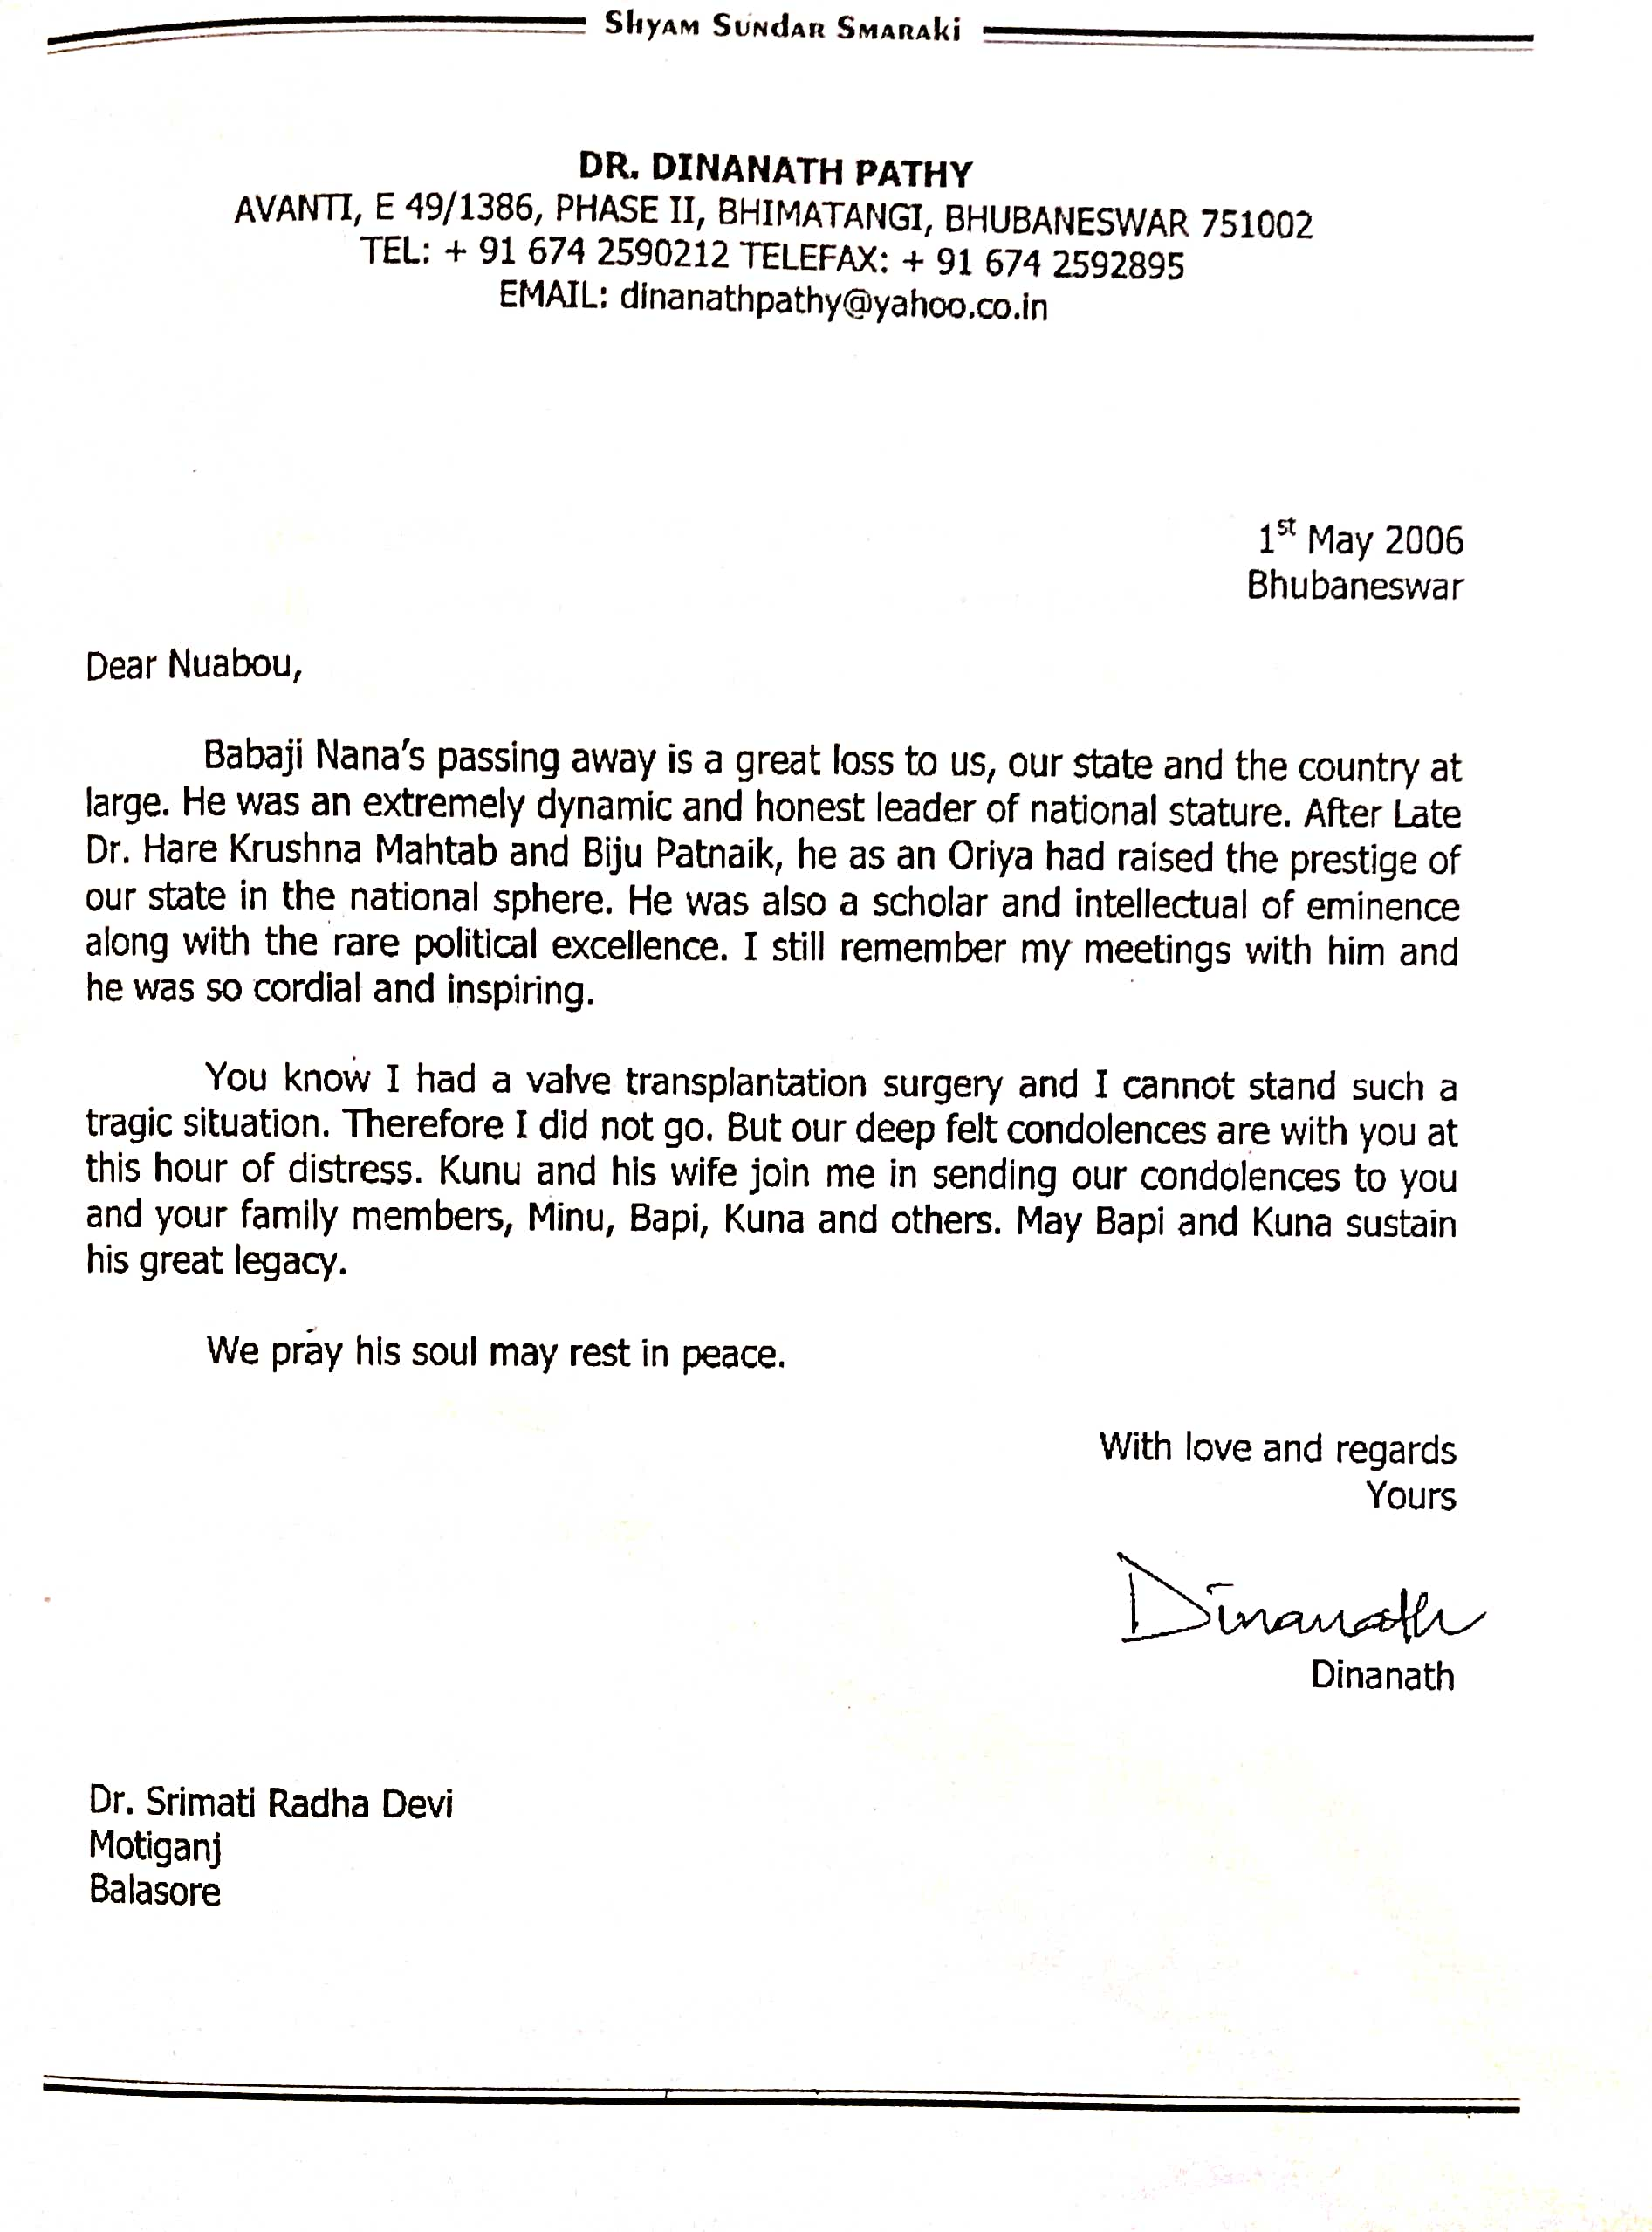 Shyam Sundar Smaraki
DR. DINANATH PATHY
AVANTI, E 49/1386, PHASE II, BHIMATANGI, BHUBANESWAR 751002
TEL: + 91 674 2590212 TELEFAX: + 91 674 2592895
EMAIL: dinanathpathy@yahoo.co.in
1st May 2006
Bhubaneswar
Dear Nuabou,
Babaji Nana's passing away is a great loss to us, our state and the country at
large. He was an extremely dynamic and honest leader of national stature. After Late
Dr. Hare Krushna Mahtab and Biju Patnaik, he as an Oriya had raised the prestige of
our state in the national sphere. He was also a scholar and intellectual of eminence
along with the rare political excellence. I still remember my meetings with him and
he was so cordial and inspiring.
You know I had a valve transplantation surgery and I cannot stand such a
tragic situation. Therefore I did not go. But our deep felt condolences are with you at
this hour of distress. Kunu and his wife join me in sending our condolences to you
and your family members, Minu, Bapi, Kuna and others. May Bapi and Kuna sustain
his great legacy.
We pray his soul may rest in peace.
With love and regards
Yours
Dinanath
Dinanath
Dr. Srimati Radha Devi
Motiganj
Balasore